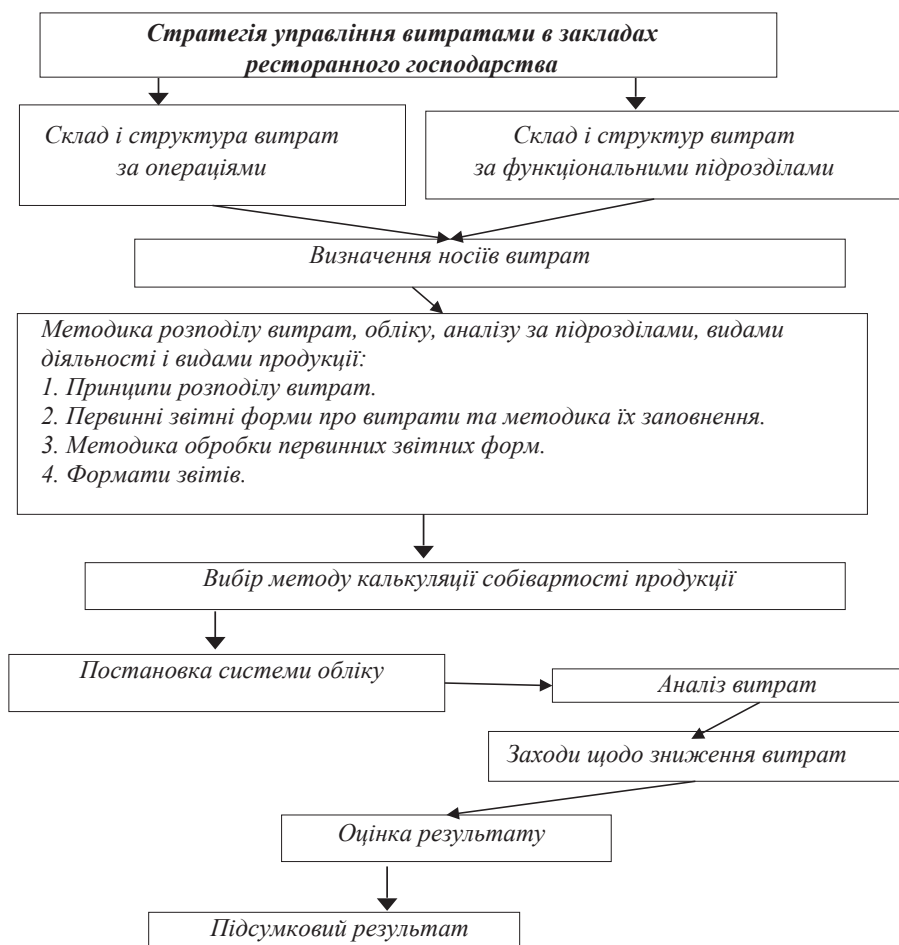 Стратегія управління витратами в закладах
ресторанного господарства
Склад і структура витрат
за операціями
Склад і структур витрат
за функціональними підрозділами
Визначення носіїв витрат
Методика розподілу витрат, обліку, аналізу за підрозділами, видами
діяльності і видами продукції:
1. Принципи розподілу витрат.
2. Первинні звітні форми про витрати та методика їх заповнення.
3. Методика обробки первинних звітних форм.
4. Формати звітів.
Вибір методу калькуляції собівартості продукції
Постановка системи обліку
Аналіз витрат
Заходи щодо зниження витрат
Оцінка результату
Підсумковий результат